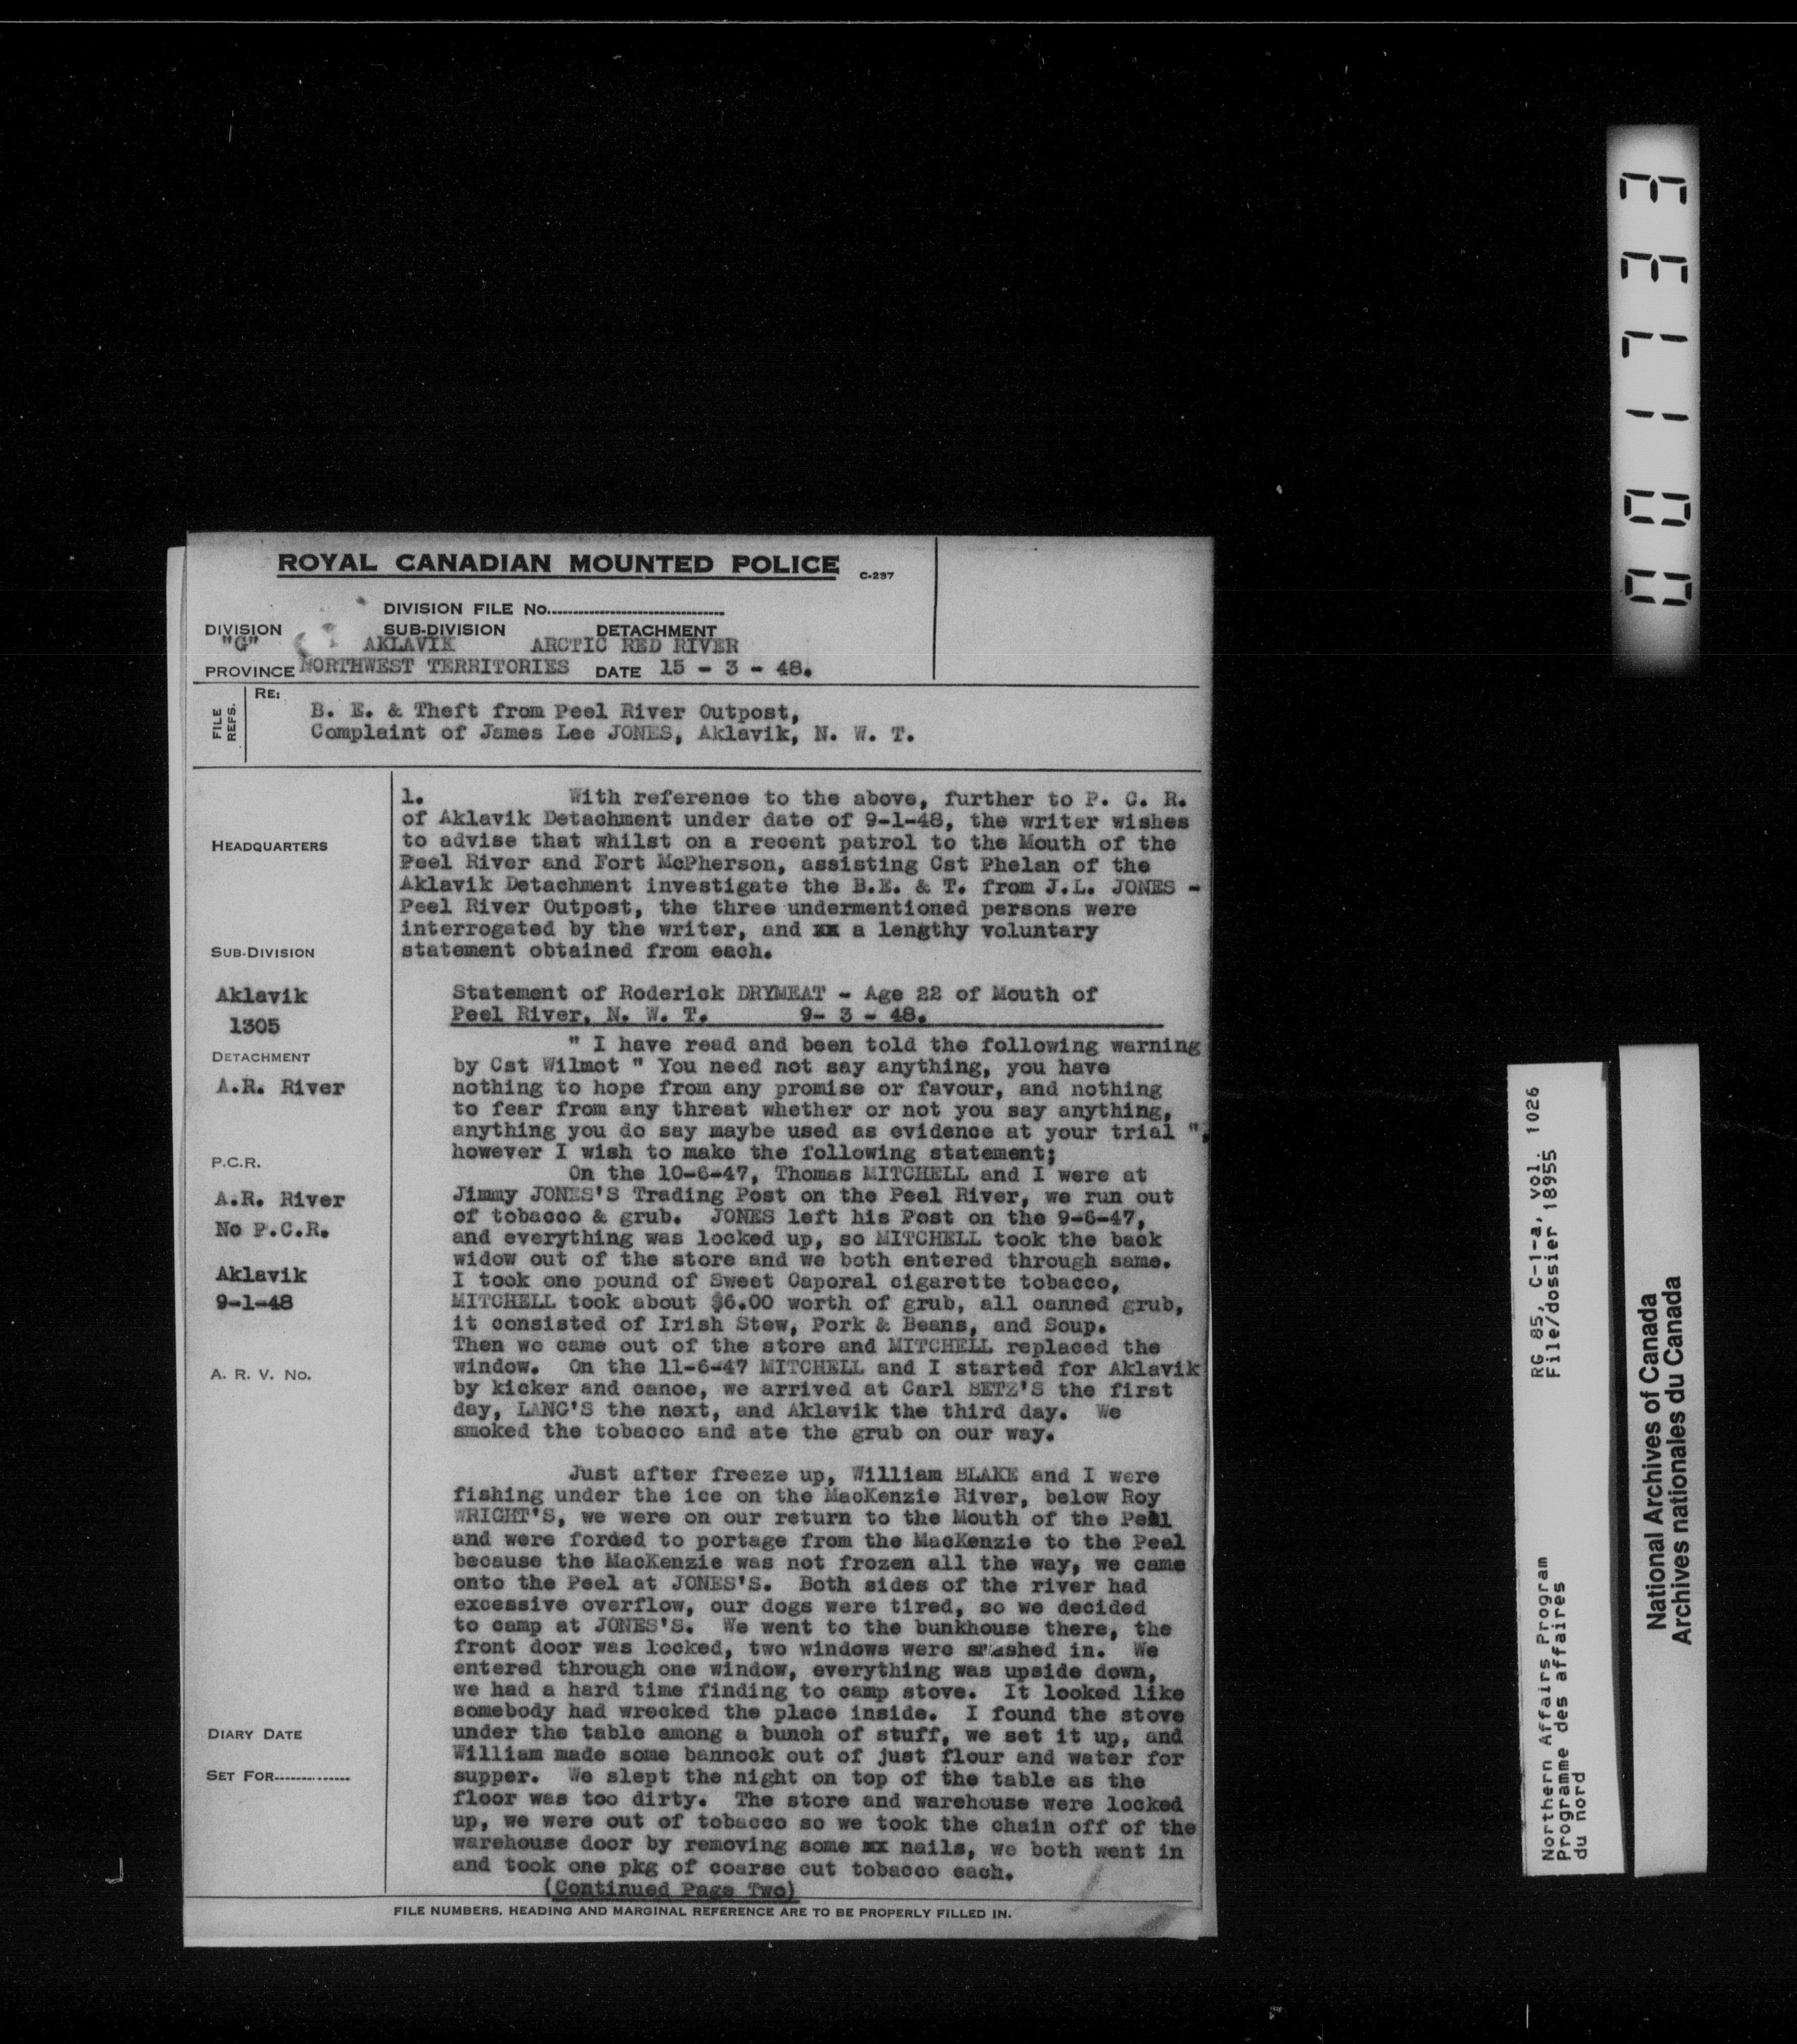 ROYAL CANADIAN MOUNTED POLICE C-237
DIVISION FILE No.
DIVISION SUB-DIVISION DETACHMENT
"G" AKLAVIK ARCTIC RED RIVER
PROVINCE NORTHWEST TERRITORIES DATE 15 - 3 - 48.
FILE REFS.
RE:
B. E. & Theft from Peel River Outpost,
Complaint of James Lee JONES, Aklavik, N. W. T.
HEADQUARTERS
SUB-DIVISION
Aklavik
1305
DETACHMENT
A.R. River
P.C.R.
A.R. River
No P.C.R.
Aklavik
9-1-48
A. R. V. No.
DIARY DATE
SET FOR
1. With reference to the above, further to P. C. R.
of Aklavik Detachment under date of 9-1-48, the writer wishes
to advise that whilst on a recent patrol to the Mouth of the
Peel River and Fort McPherson, assisting Cst Phelan of the
Aklavik Detachment investigate the B.E. & T. from J.L. JONES -
Peel River Outpost, the three undermentioned persons were
interrogated by the writer, and xx a lengthy voluntary
statement obtained from each.
Statement of Roderick DRYMEAT - Age 22 of Mouth of
Peel River, N. W. T. 9- 3 - 48.
" I have read and been told the following warning
by Cst Wilmot " You need not say anything, you have
nothing to hope from any promise or favour, and nothing
to fear from any threat whether or not you say anything,
anything you do say maybe used as evidence at your trial ",
however I wish to make the following statement;
On the 10-6-47, Thomas MITCHELL and I were at
Jimmy JONES'S Trading Post on the Peel River, we run out
of tobacco & grub. JONES left his Post on the 9-6-47,
and everything was locked up, so MITCHELL took the back
widow out of the store and we both entered through same.
I took one pound of Sweet Caporal cigarette tobacco,
MITCHELL took about $6.00 worth of grub, all canned grub,
it consisted of Irish Stew, Pork & Beans, and Soup.
Then we came out of the store and MITCHELL replaced the
window. On the 11-6-47 MITCHELL and I started for Aklavik
by kicker and canoe, we arrived at Carl BETZ'S the first
day, LANG'S the next, and Aklavik the third day. We
smoked the tobacco and ate the grub on our way.
Just after freeze up, William BLAKE and I were
fishing under the ice on the MacKenzie River, below Roy
WRIGHT'S, we were on our return to the Mouth of the Peel
and were forded to portage from the MacKenzie to the Peel
because the MacKenzie was not frozen all the way, we came
onto the Peel at JONES'S. Both sides of the river had
excessive overflow, our dogs were tired, so we decided
to camp at JONES'S. We went to the bunkhouse there, the
front door was locked, two windows were smashed in. We
entered through one window, everything was upside down,
we had a hard time finding to camp stove. It looked like
somebody had wrecked the place inside. I found the stove
under the table among a bunch of stuff, we set it up, and
William made some bannock out of just flour and water for
supper. We slept the night on top of the table as the
floor was too dirty. The store and warehouse were locked
up, we were out of tobacco so we took the chain off of the
warehouse door by removing some mx nails, we both went in
and took one pkg of coarse cut tobacco each.
(Continued Page Two)
FILE NUMBERS, HEADING AND MARGINAL REFERENCE ARE TO BE PROPERLY FILLED IN.
001733
RG 85, C-1-a, vol. 1026
File/dossier 18955
Northern Affairs Program
Programme des affaires
du nord
National Archives of Canada
Archives nationales du Canada